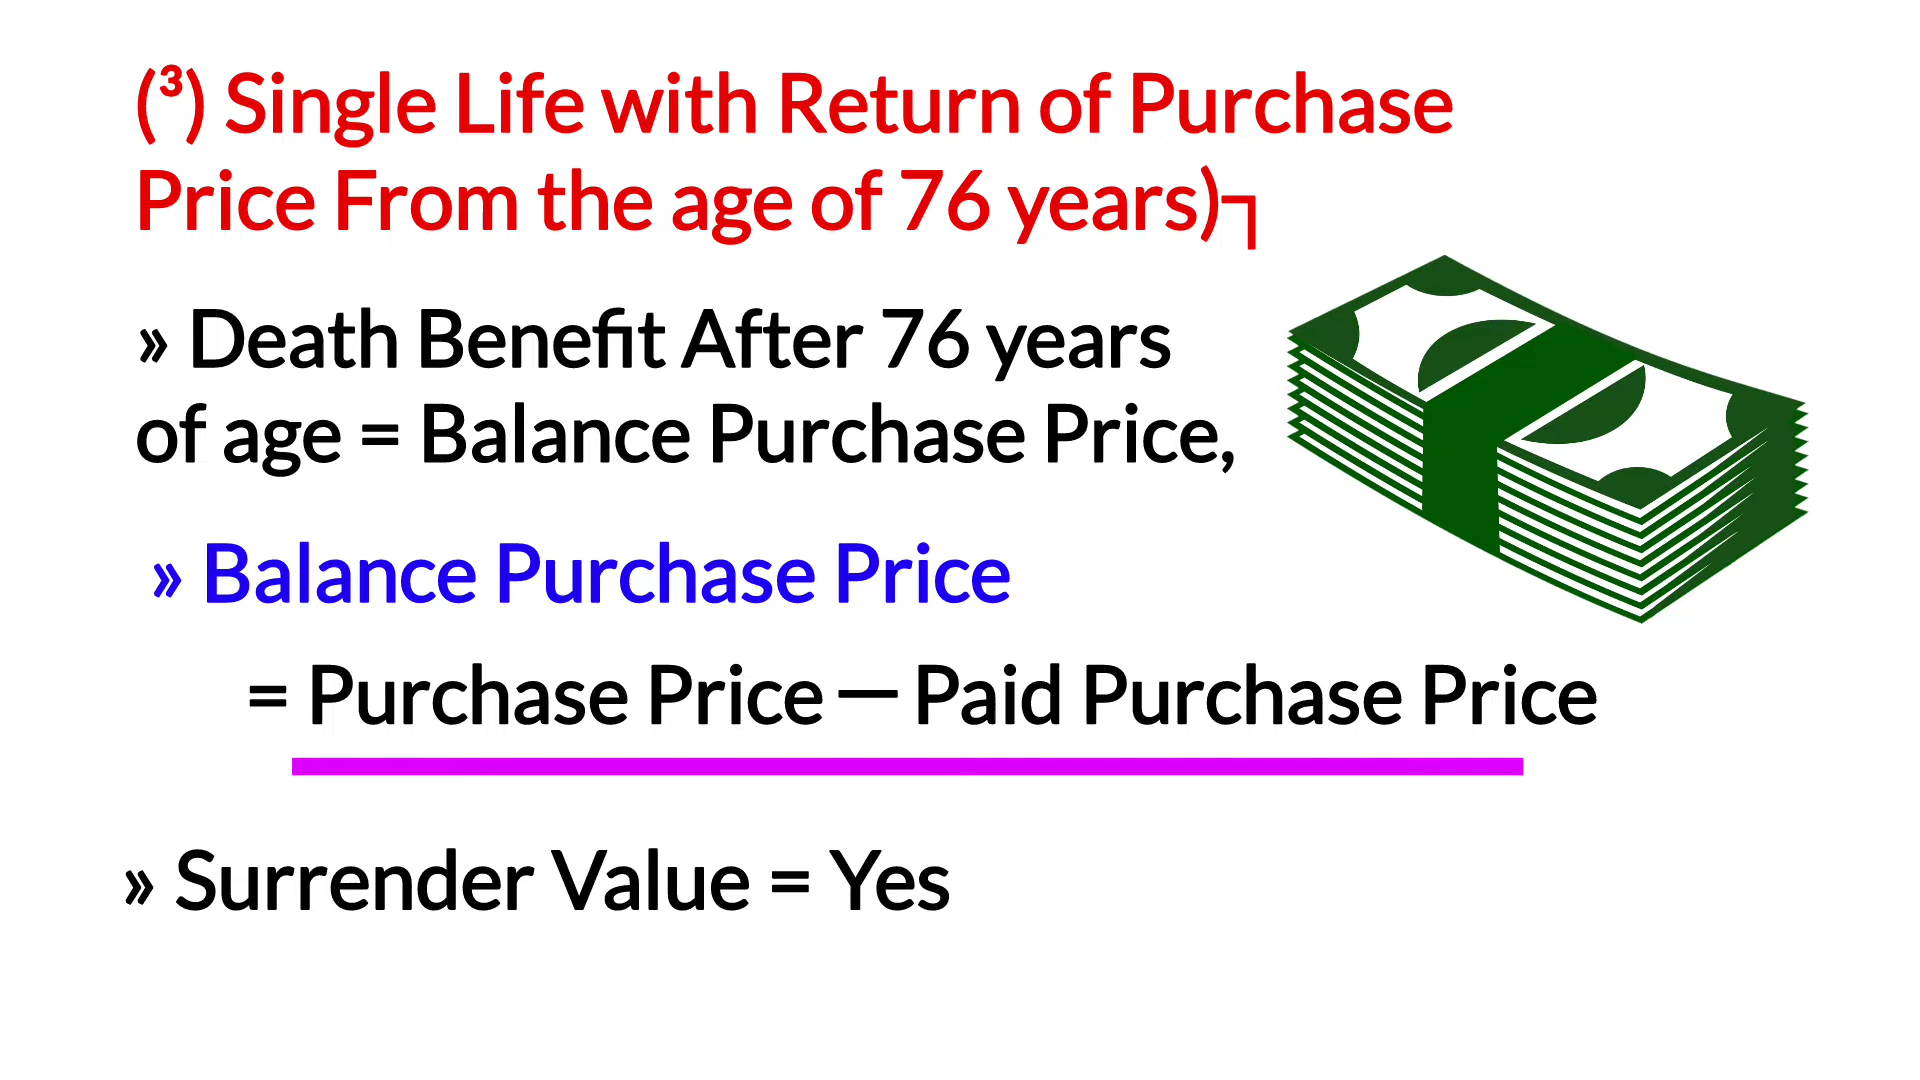 (³) Single Life with Return of Purchase
Price From the age of 76 years)┐
» Death Benefit After 76 years
of age = Balance Purchase Price,
» Balance Purchase Price
= Purchase Price — Paid Purchase Price
» Surrender Value = Yes